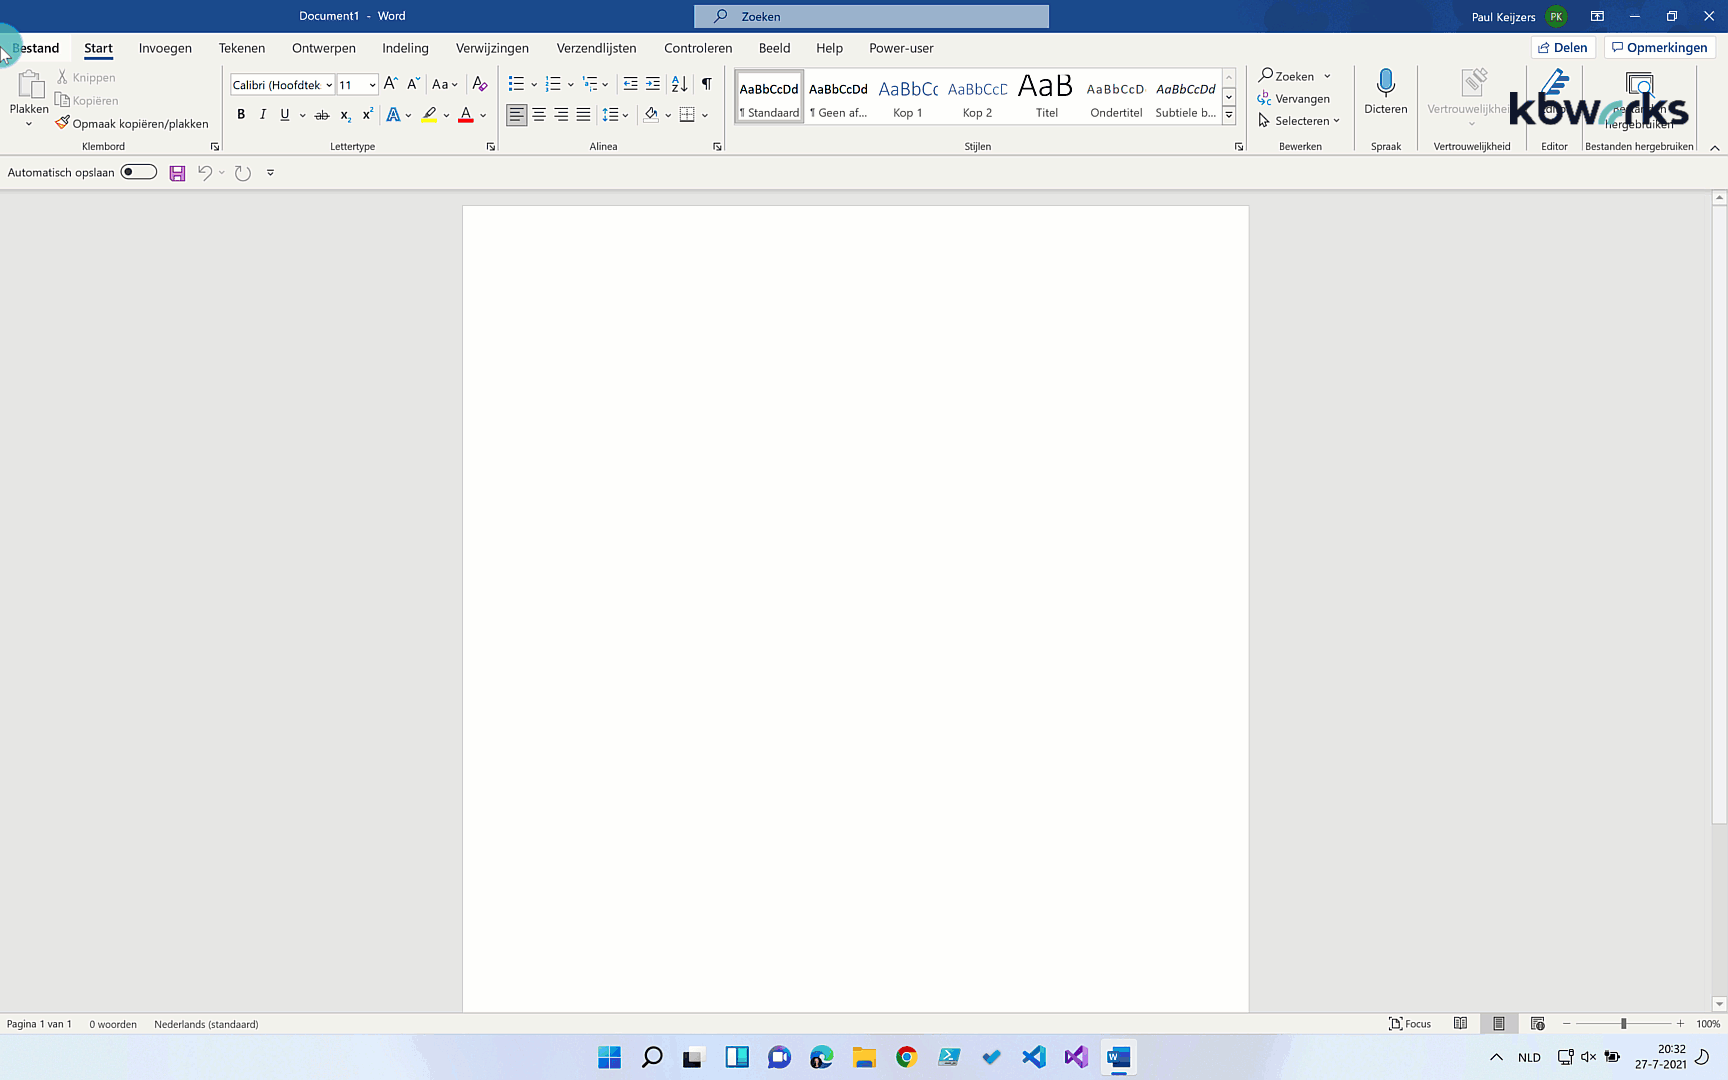 Document1 - Word
Zoeken
Paul Keijzers
PK
Bestand
Start
Invoegen
Tekenen
Ontwerpen
Indeling
Verwijzingen
Verzendlijsten
Controleren
Beeld
Help
Power-user
Delen
Opmerkingen
Plakken
Knippen
Kopiëren
Opmaak kopiëren/plakken
Klembord
Calibri (Hoofdtek
11
Lettertype
Alinea
AaBbCcDd
¶ Standaard
AaBbCcDd
¶ Geen af...
AaBbCc
Kop 1
AaBbCcD
Kop 2
AaB
Titel
AaBbCcD
Ondertitel
AaBbCcDd
Subtiele b...
Stijlen
Zoeken
Vervangen
Selecteren
Bewerken
Dicteren
Spraak
Vertrouwelijkheid
Editor
hergebruiken
Bestanden hergebruiken
kbworks
Automatisch opslaan
Pagina 1 van 1
0 woorden
Nederlands (standaard)
Focus
100%
NLD
20:32
27-7-2021